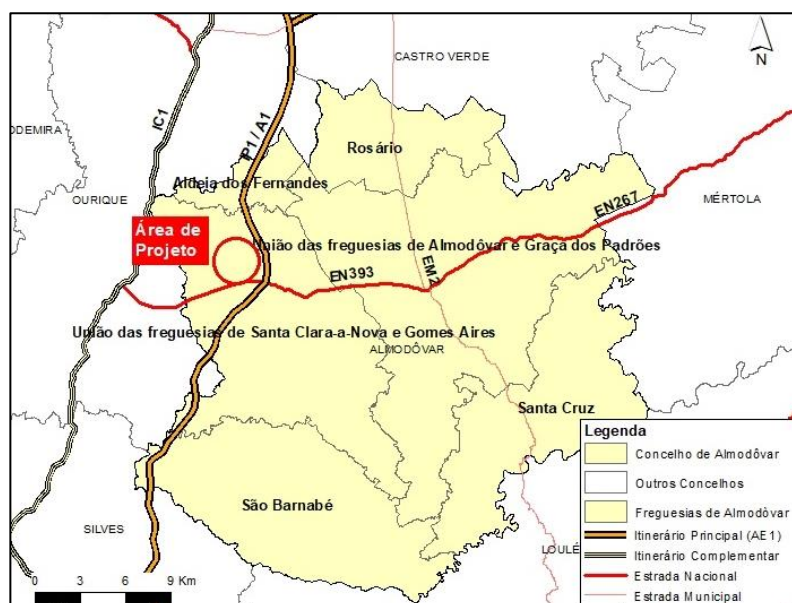 CASTRO VERDE
N
ODEMIRA
IC1
IP1 / A1
Rosário
Aldeia dos Fernandes
OURIQUE
EN267
MÉRTOLA
Área de
Projeto
União das freguesias de Almodôvar e Graça dos Padrões
EN393
EM2
União das freguesias de Santa Clara-a-Nova e Gomes Aires
ALMODÔVAR
Santa Cruz
São Barnabé
SILVES
LOULÉ
0 3 6 9 Km
Legenda
Concelho de Almodôvar
Outros Concelhos
Freguesias de Almodôvar
Itinerário Principal (AE1)
Itinerário Complementar
Estrada Nacional
Estrada Municipal